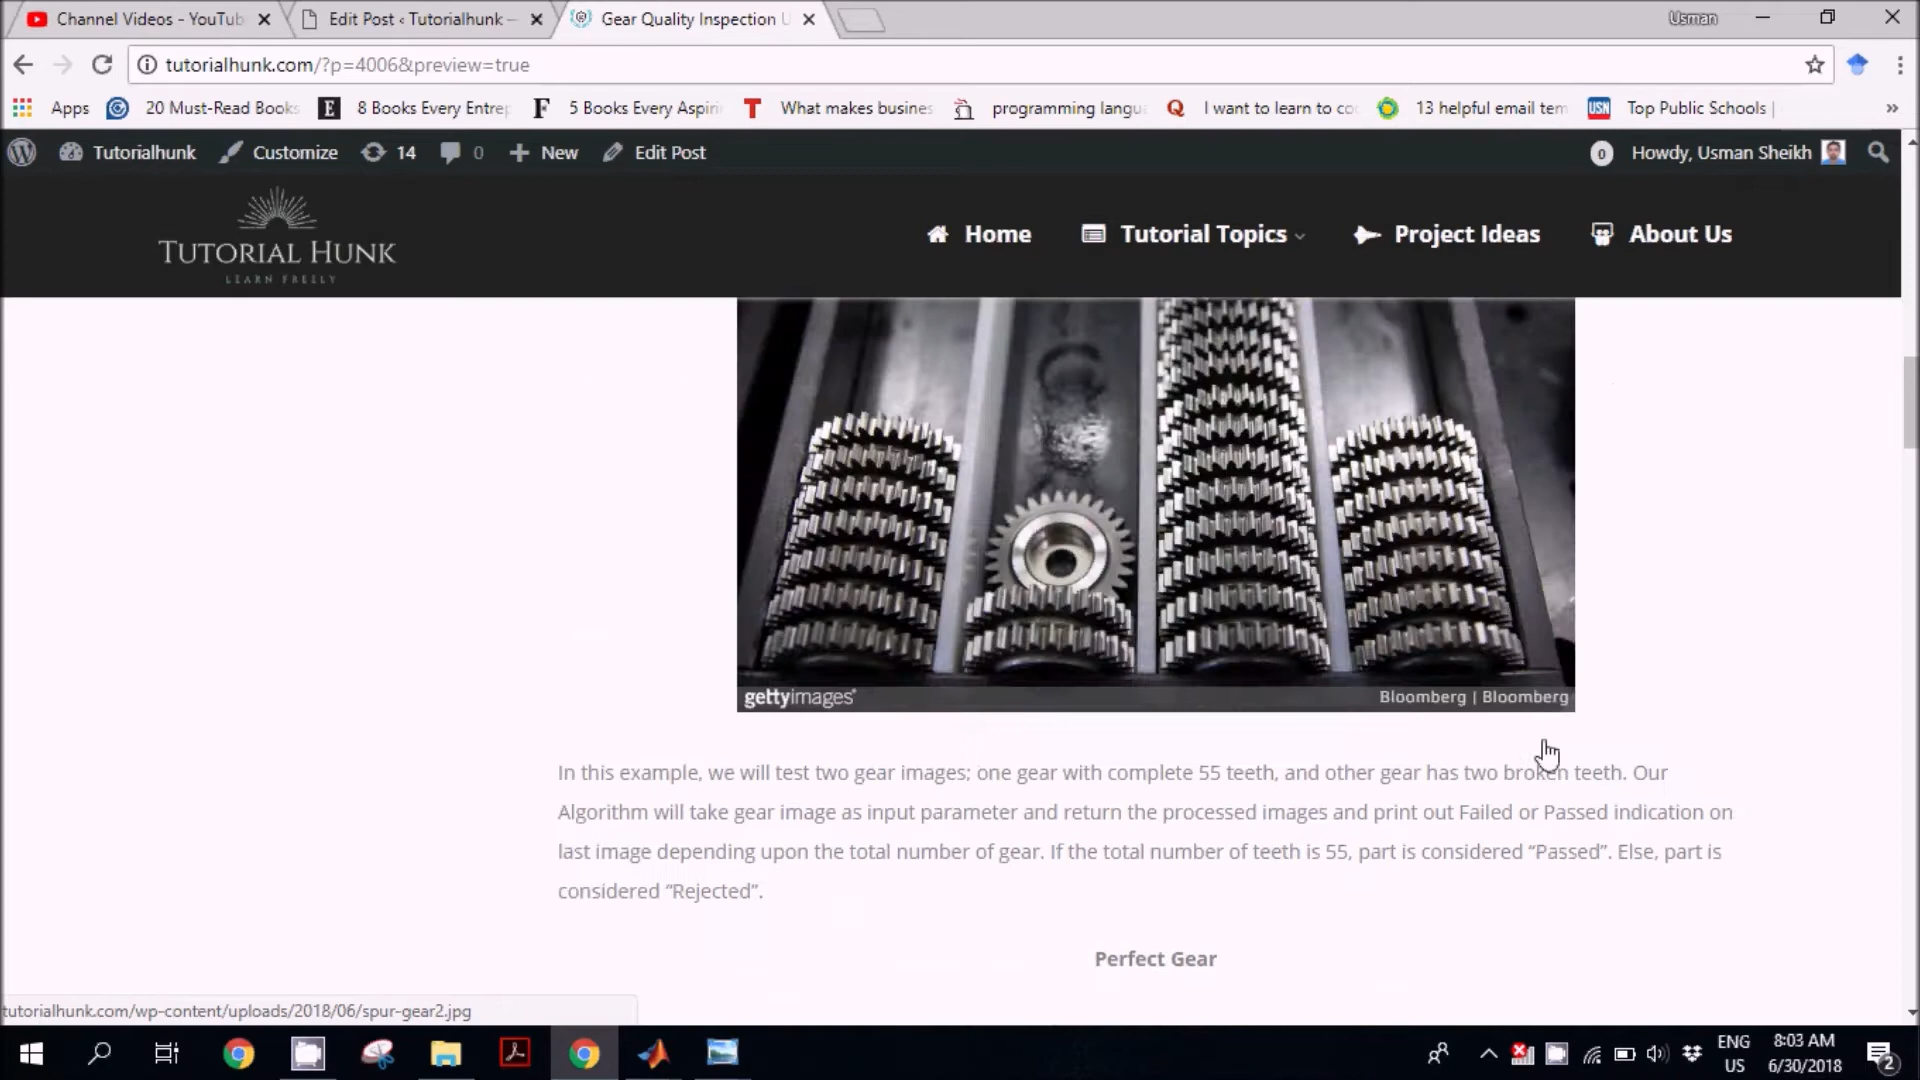 Channel Videos - YouTub
Edit Post ‹ Tutorialhunk —
Gear Quality Inspection U
Usman
tutorialhunk.com/?p=4006&preview=true
Apps
20 Must-Read Books
8 Books Every Entrep
5 Books Every Aspiri
What makes busines
programming langu
I want to learn to co
13 helpful email tem
USN
Top Public Schools |
Tutorialhunk
Customize
14
0
New
Edit Post
0
Howdy, Usman Sheikh
TUTORIAL HUNK
LEARN FREELY
Home
Tutorial Topics
Project Ideas
About Us
gettyimages
Bloomberg | Bloomberg
In this example, we will test two gear images; one gear with complete 55 teeth, and other gear has two broken teeth. Our
Algorithm will take gear image as input parameter and return the processed images and print out Failed or Passed indication on
last image depending upon the total number of gear. If the total number of teeth is 55, part is considered “Passed”. Else, part is
considered “Rejected”.
Perfect Gear
tutorialhunk.com/wp-content/uploads/2018/06/spur-gear2.jpg
ENG
US
8:03 AM
6/30/2018
2